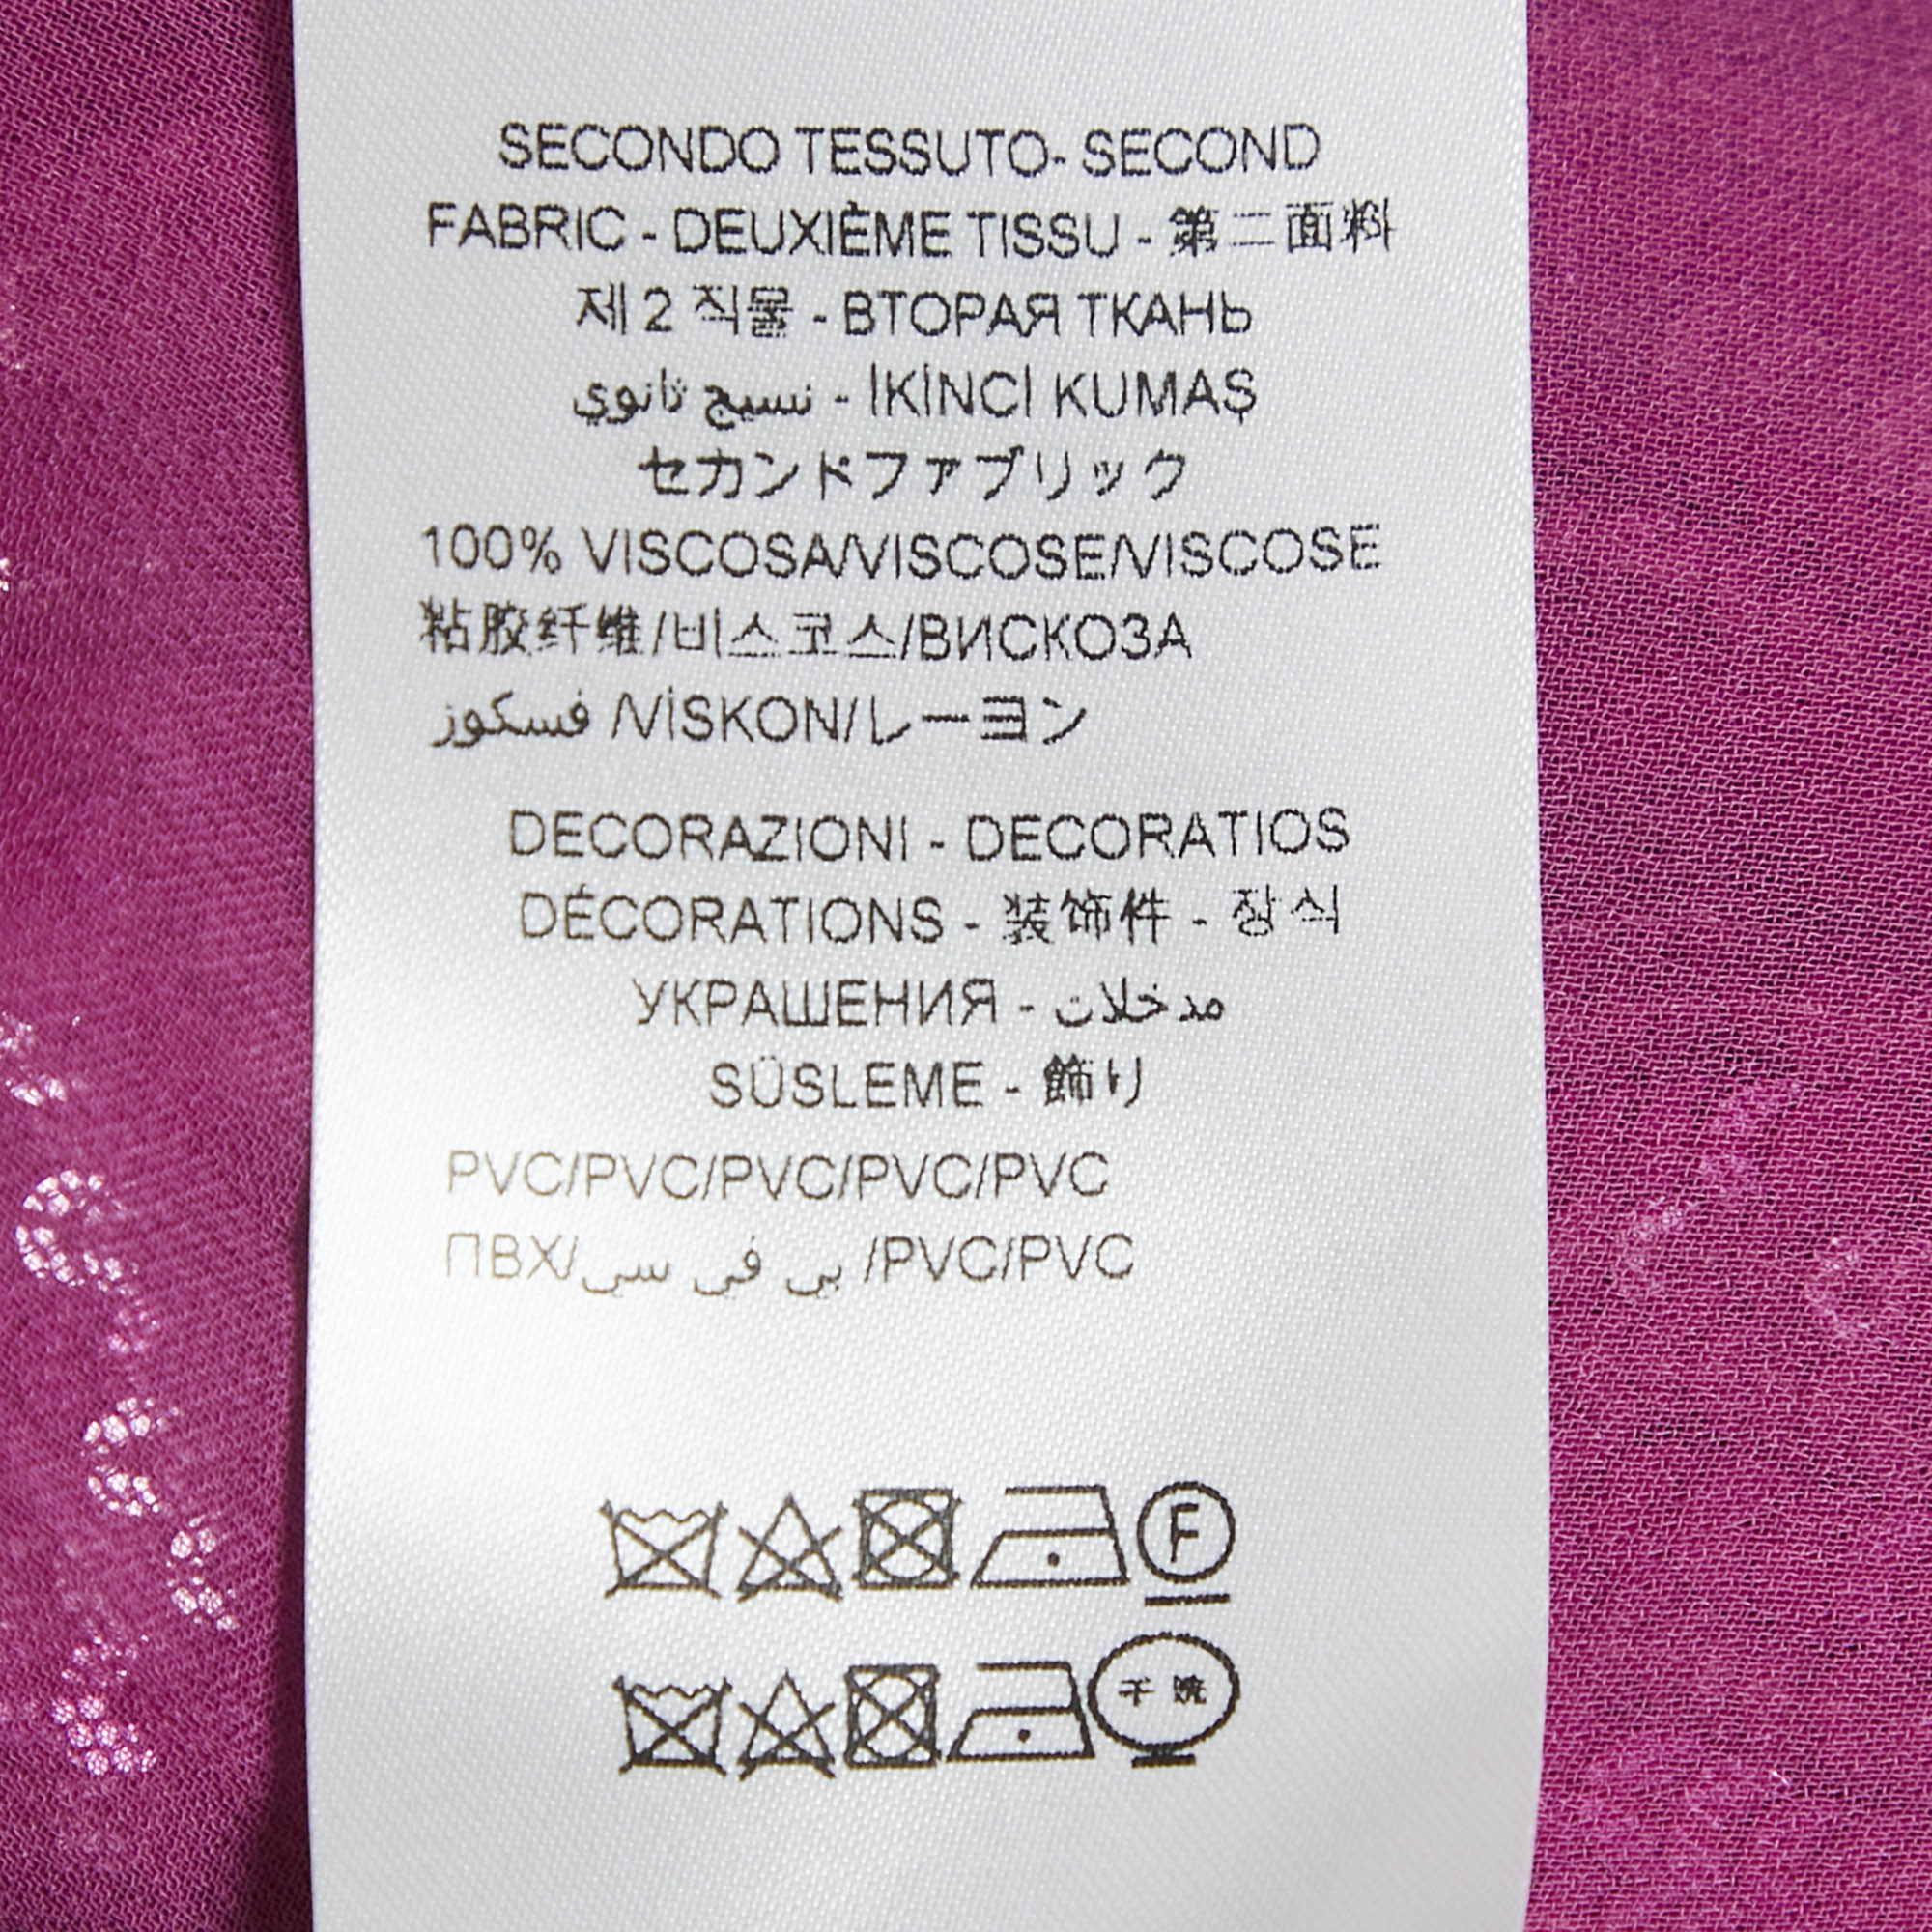 SECONDO TESSUTO- SECOND
FABRIC - DEUXIÈME TISSU - 第二面料
제 2 직물 - ВТОРАЯ ТКАНЬ
نسيج ثانوي - İKİNCİ KUMAŞ
セカンドファブリック
100% VISCOSA/VISCOSE/VISCOSE
粘胶纤维/비스코스/ВИСКОЗА
فسكوز /VİSKON/レーヨン
DECORAZIONI - DECORATIOS
DÉCORATIONS - 装饰件 - 장식
УКРАШЕНИЯ - مدخلات
SÜSLEME - 飾り
PVC/PVC/PVC/PVC/PVC
ПВХ/بي في سي /PVC/PVC
F
干 洗